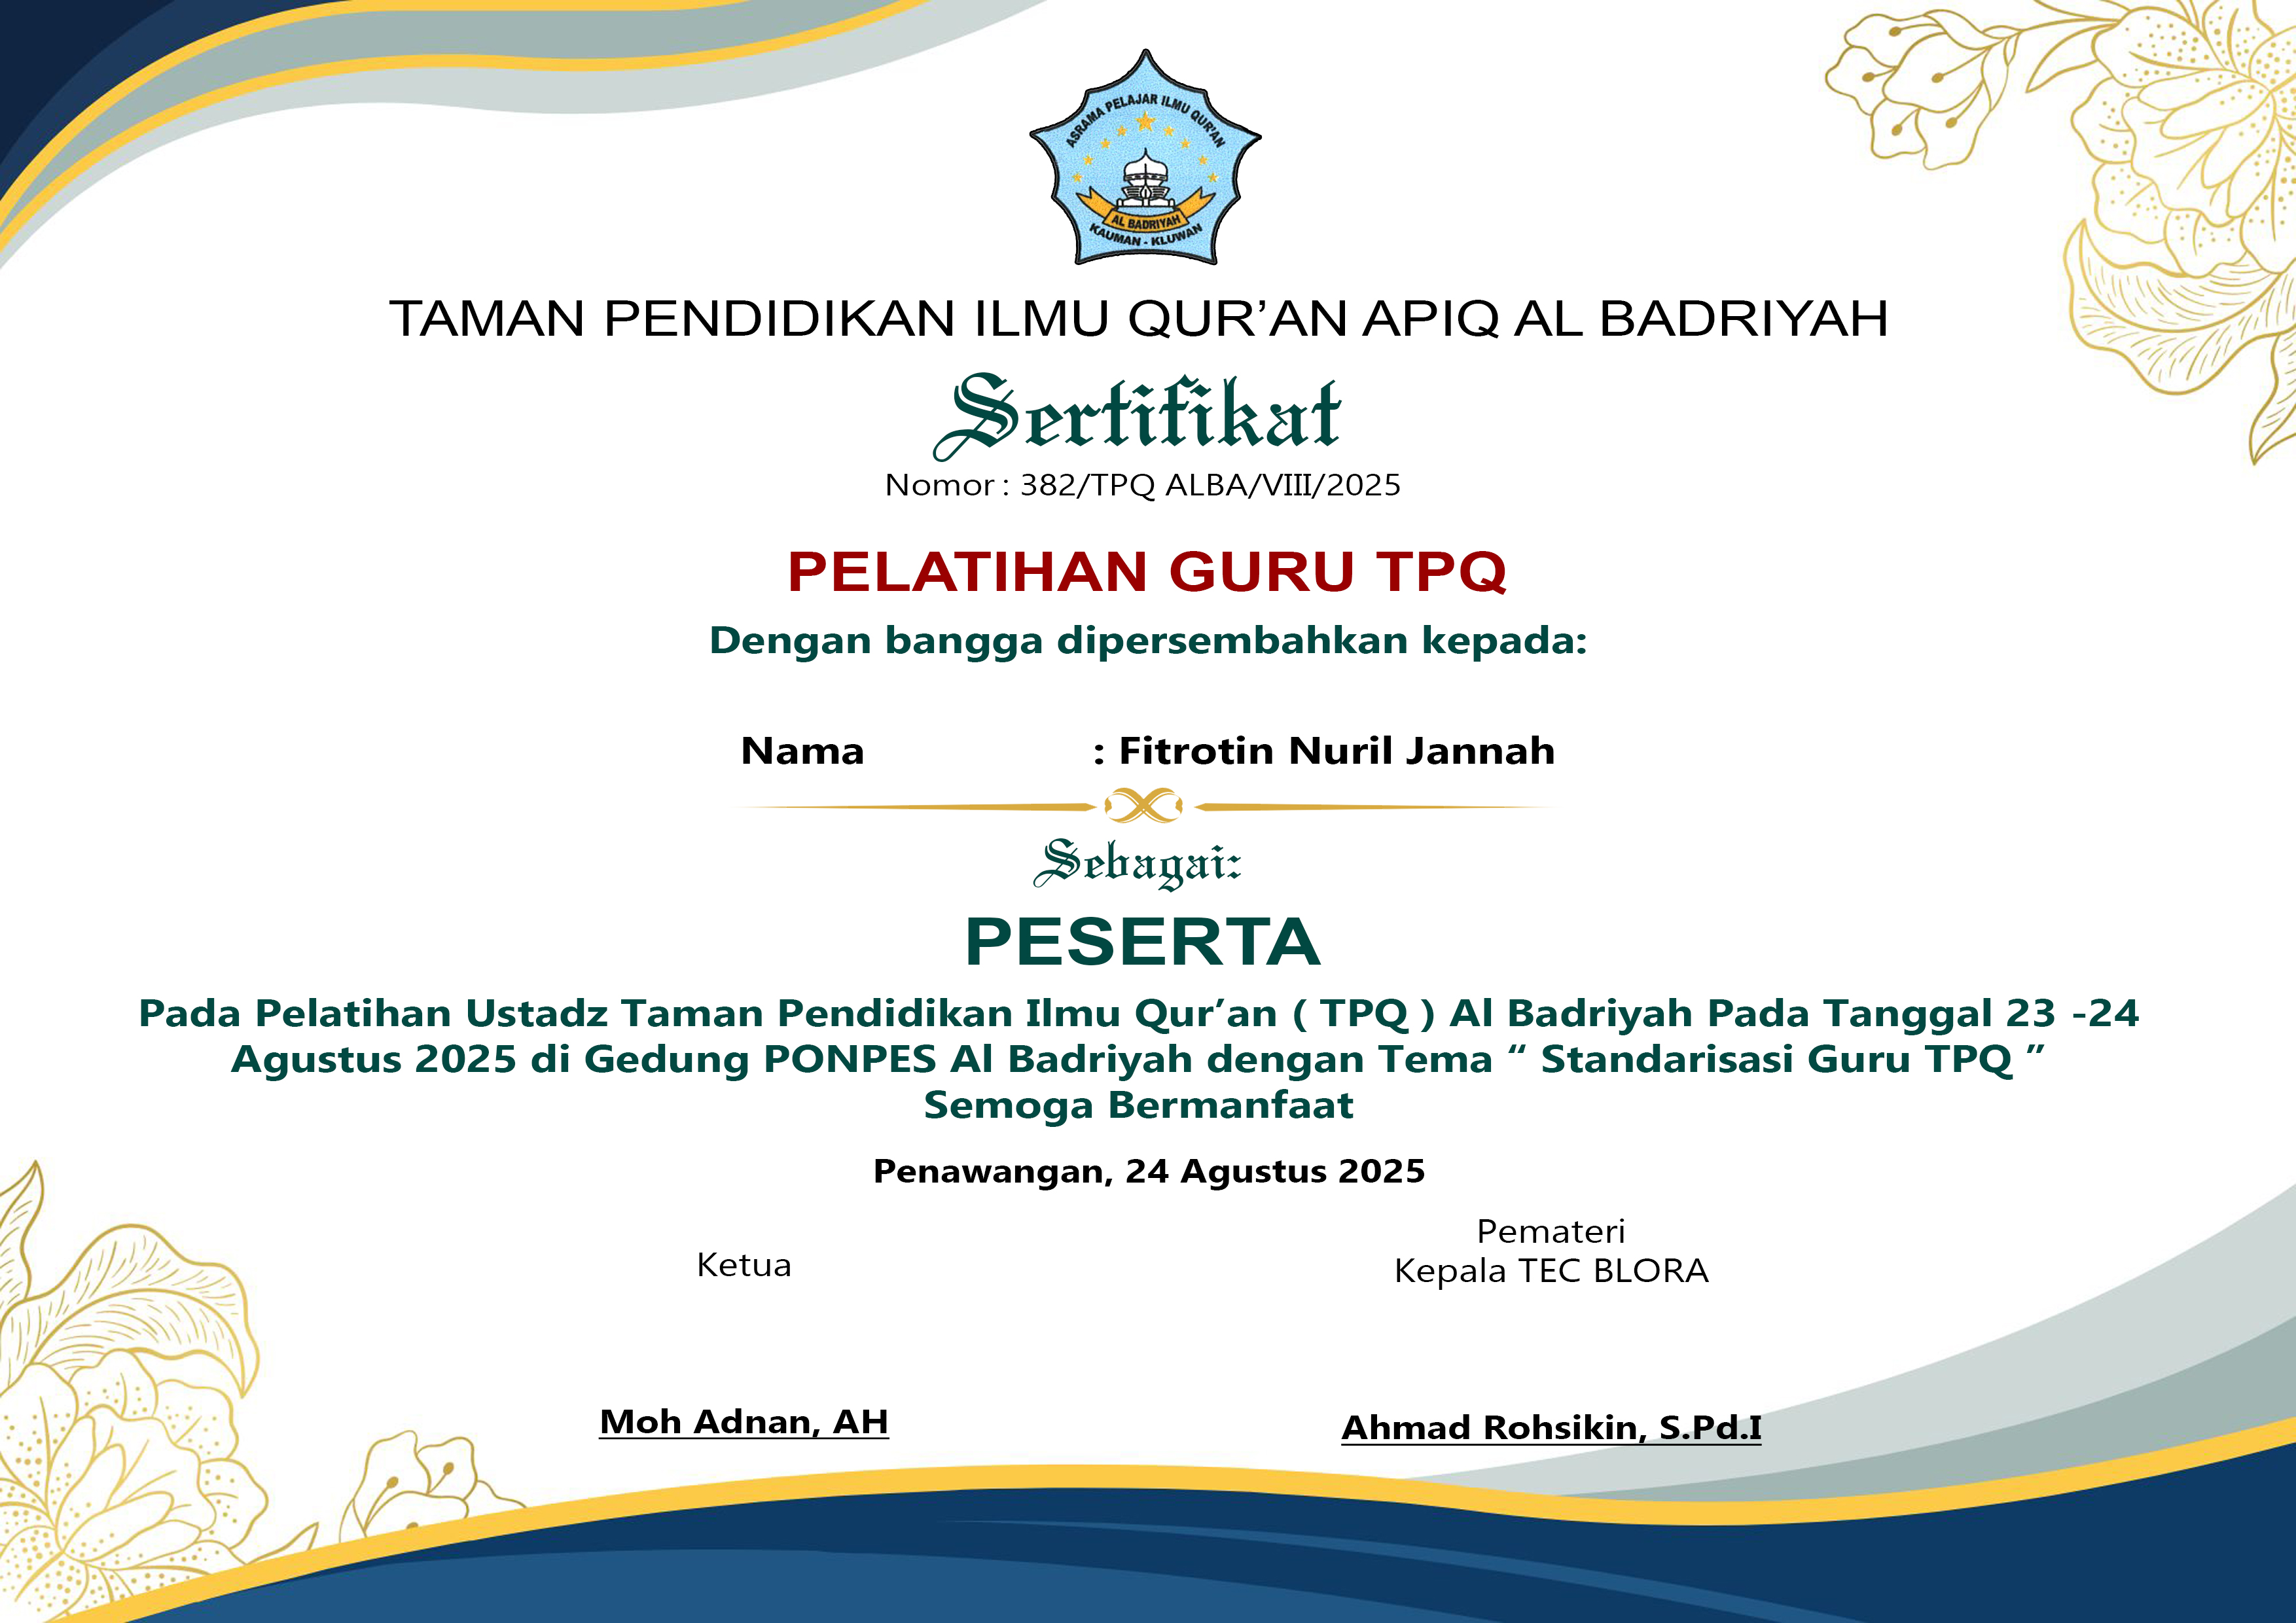 ASRAMA PELAJAR ILMU QUR'AN
AL BADRIYAH
KAUMAN - KLUWAN
TAMAN PENDIDIKAN ILMU QUR’AN APIQ AL BADRIYAH
Sertifikat
Nomor : 382/TPQ ALBA/VIII/2025
PELATIHAN GURU TPQ
Dengan bangga dipersembahkan kepada:
Nama : Fitrotin Nuril Jannah
Sebagai:
PESERTA
Pada Pelatihan Ustadz Taman Pendidikan Ilmu Qur’an ( TPQ ) Al Badriyah Pada Tanggal 23 -24
Agustus 2025 di Gedung PONPES Al Badriyah dengan Tema “ Standarisasi Guru TPQ ”
Semoga Bermanfaat
Penawangan, 24 Agustus 2025
Ketua
Pemateri
Kepala TEC BLORA
Moh Adnan, AH
Ahmad Rohsikin, S.Pd.I